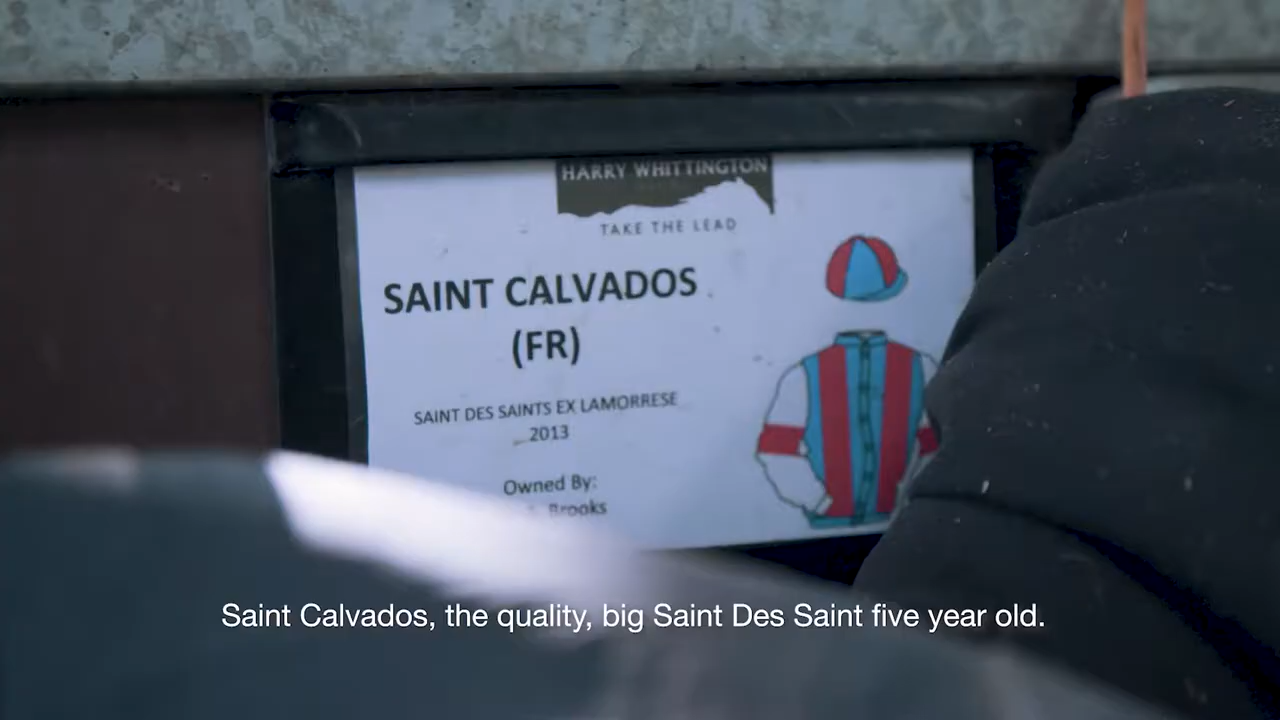 HARRY WHITTINGTON
TAKE THE LEAD
SAINT CALVADOS
(FR)
SAINT DES SAINTS EX LAMORRESE
2013
Owned By:
Brooks
Saint Calvados, the quality, big Saint Des Saint five year old.